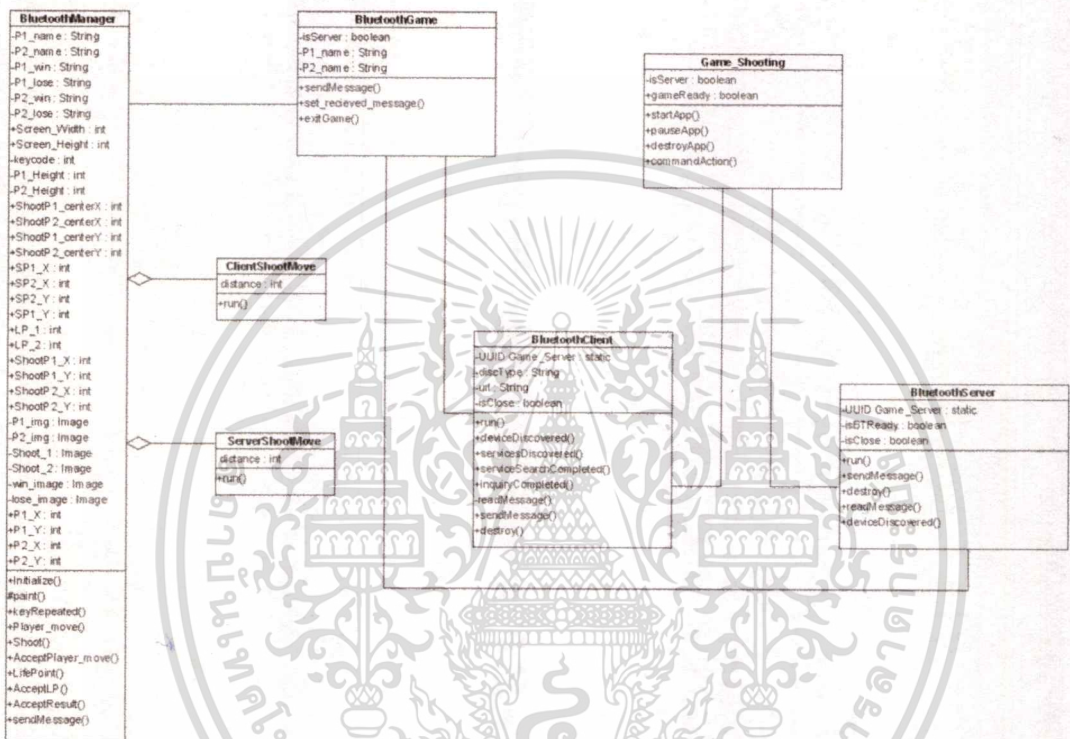 BluetoothManager
-P1_name : String
-P2_name : String
-P1_win : String
-P1_lose : String
-P2_win : String
-P2_lose : String
+Screen_Width : int
+Screen_Height : int
-keycode : int
-P1_Height : int
-P2_Height : int
+ShootP1_centerX : int
+ShootP2_centerX : int
+ShootP1_centerY : int
+ShootP2_centerY : int
+SP1_X : int
+SP2_X : int
+SP2_Y : int
+SP1_Y : int
+LP_1 : int
+LP_2 : int
+ShootP1_X : int
+ShootP1_Y : int
+ShootP2_X : int
+ShootP2_Y : int
-P1_img : Image
-P2_img : Image
-Shoot_1 : Image
-Shoot_2 : Image
-win_image : Image
-lose_image : Image
+P1_X : int
+P1_Y : int
+P2_X : int
+P2_Y : int
+Initialize()
#paint()
+keyRepeated()
+Player_move()
+Shoot()
+AcceptPlayer_move()
+LifePoint()
+AcceptLP()
+AcceptResult()
+sendMessage()
BluetoothGame
-isServer : boolean
-P1_name : String
-P2_name : String
+sendMessage()
+set_recieved_message()
+exitGame()
Game_Shooting
-isServer : boolean
+gameReady : boolean
+startApp()
+pauseApp()
+destroyApp()
+commandAction()
ClientShootMove
distance : int
+run()
ServerShootMove
distance : int
+run()
BluetoothClient
-UUID Game_Server : static
-discType : String
-url : String
-isClose : boolean
+run()
+deviceDiscovered()
+servicesDiscovered()
+serviceSearchCompleted()
+inquiryCompleted()
-readMessage()
+sendMessage()
+destroy()
BluetoothServer
-UUID Game_Server : static
-isBTReady : boolean
-isClose : boolean
+run()
+sendMessage()
+destroy()
+readMessage()
+deviceDiscovered()